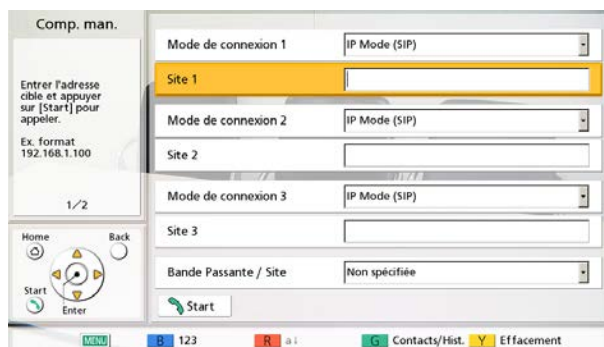 Comp. man.
Entrer l'adresse
cible et appuyer
sur [Start] pour
appeler.
Ex. format
192.168.1.100
1/2
Home
Back
Start
Enter
Mode de connexion 1
IP Mode (SIP)
Site 1
Mode de connexion 2
IP Mode (SIP)
Site 2
Mode de connexion 3
IP Mode (SIP)
Site 3
Bande Passante / Site
Non spécifiée
Start
MENU
B 123
R
G Contacts/Hist.
Y Effacement